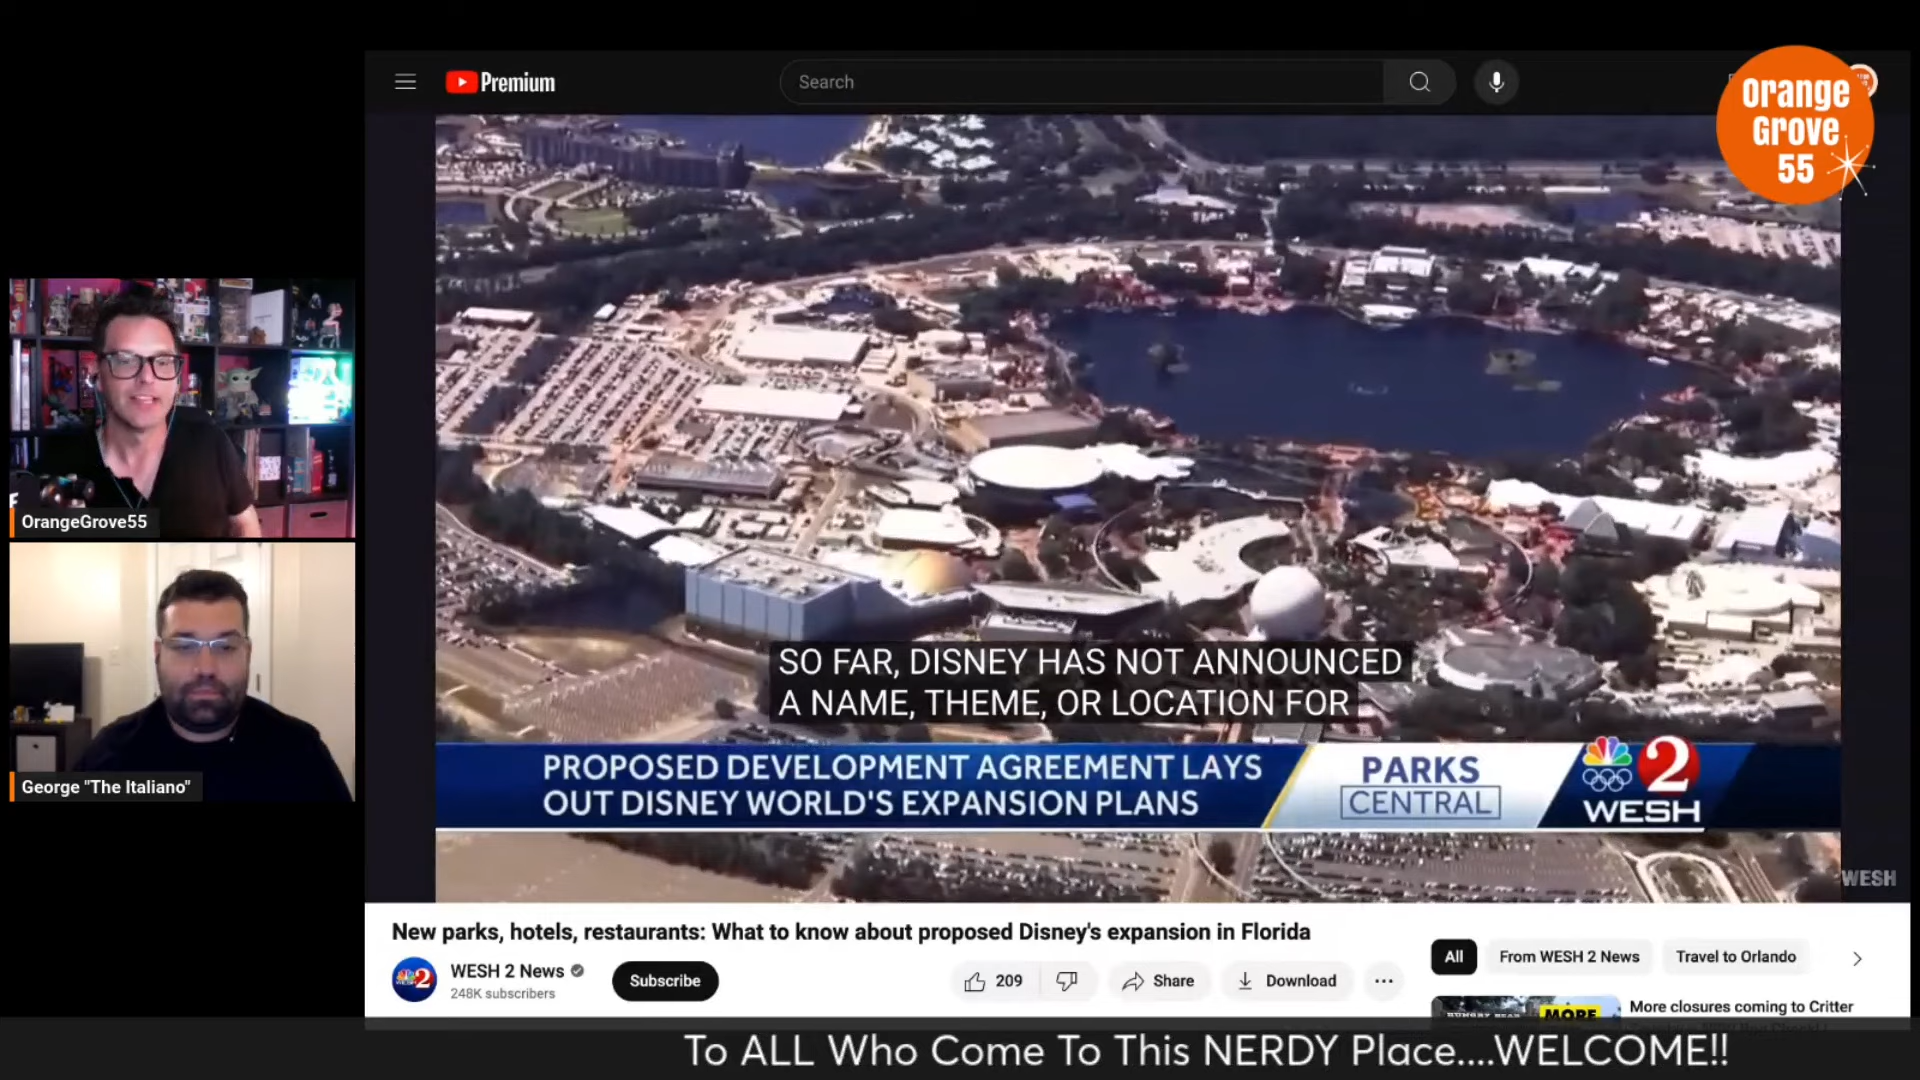 Premium
Search
Orange
Grove
55
OrangeGrove55
George "The Italiano"
SO FAR, DISNEY HAS NOT ANNOUNCED
A NAME, THEME, OR LOCATION FOR
PROPOSED DEVELOPMENT AGREEMENT LAYS
OUT DISNEY WORLD'S EXPANSION PLANS
PARKS
CENTRAL
2
WESH
WESH
New parks, hotels, restaurants: What to know about proposed Disney's expansion in Florida
WESH 2 News
248K subscribers
Subscribe
209
Share
Download
All
From WESH 2 News
Travel to Orlando
MORE
More closures coming to Critter
To ALL Who Come To This NERDY Place....WELCOME!!